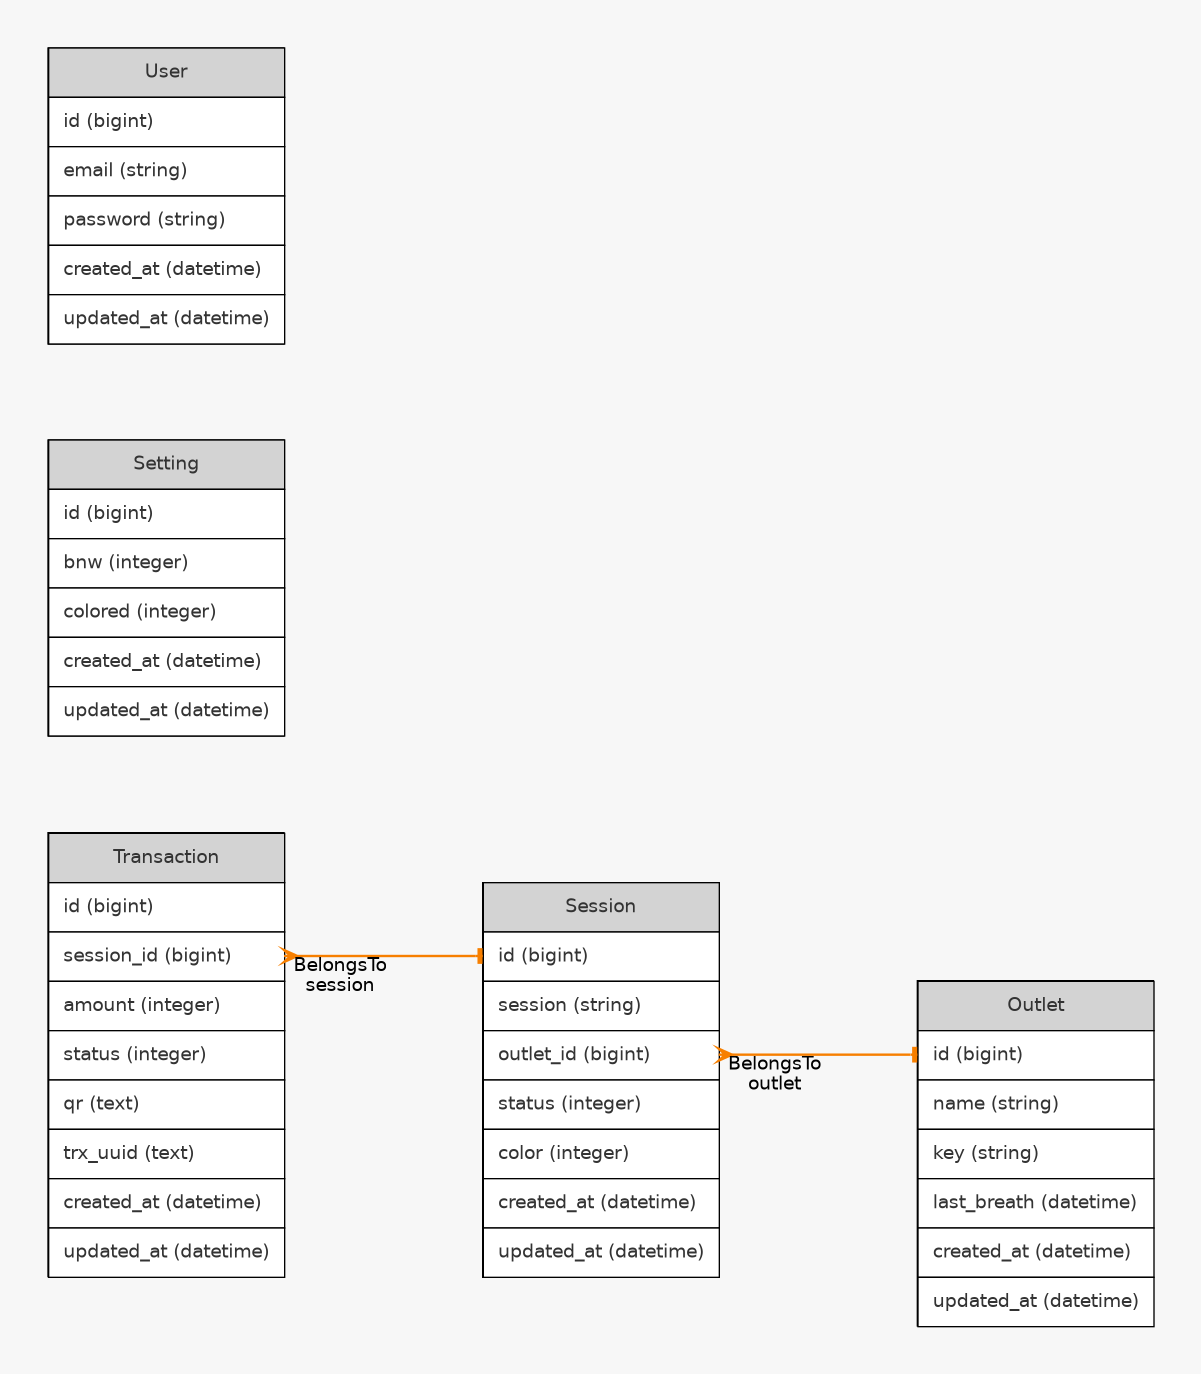 User
id (bigint)
email (string)
password (string)
created_at (datetime)
updated_at (datetime)
Setting
id (bigint)
bnw (integer)
colored (integer)
created_at (datetime)
updated_at (datetime)
Transaction
id (bigint)
session_id (bigint)
amount (integer)
status (integer)
qr (text)
trx_uuid (text)
created_at (datetime)
updated_at (datetime)
BelongsTo
session
Session
id (bigint)
session (string)
outlet_id (bigint)
status (integer)
color (integer)
created_at (datetime)
updated_at (datetime)
BelongsTo
outlet
Outlet
id (bigint)
name (string)
key (string)
last_breath (datetime)
created_at (datetime)
updated_at (datetime)